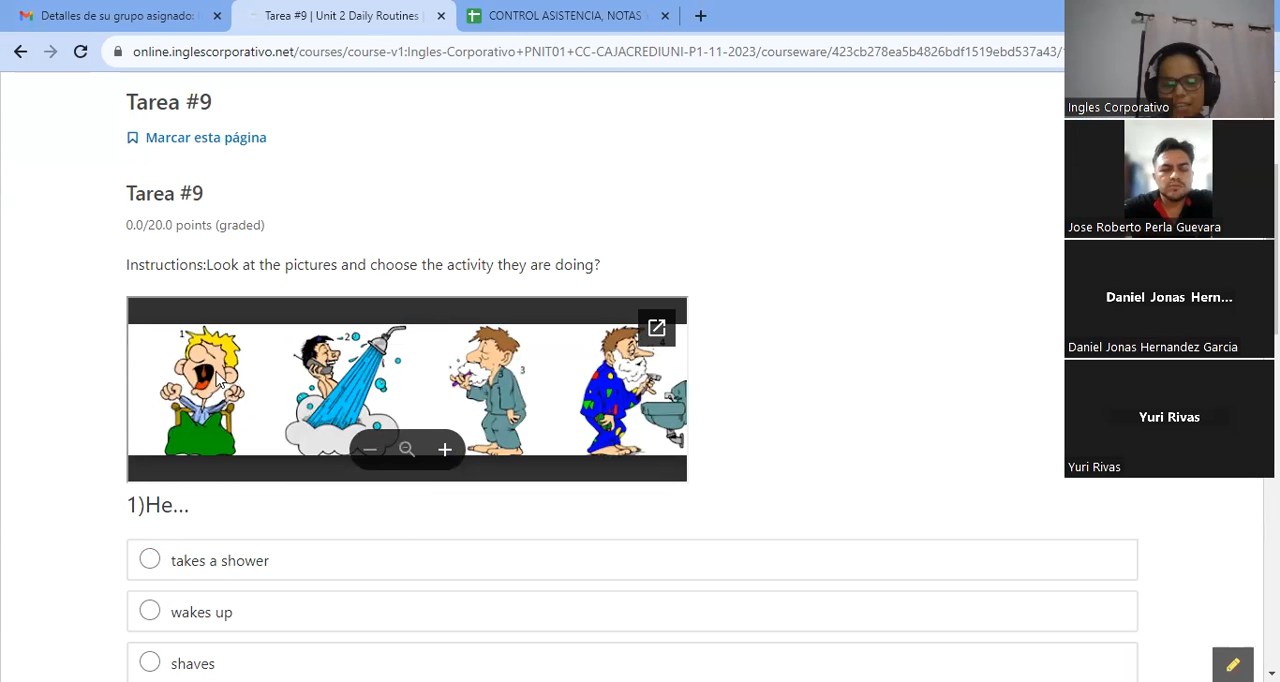 Detalles de su grupo asignado:
Tarea #9 | Unit 2 Daily Routines |
CONTROL ASISTENCIA, NOTAS
online.inglescorporativo.net/courses/course-v1:Ingles-Corporativo+PNIT01+CC-CAJACREDIUNI-P1-11-2023/courseware/423cb278ea5b4826bdf1519ebd537a43/
Tarea #9
Marcar esta página
Tarea #9
0.0/20.0 points (graded)
Instructions:Look at the pictures and choose the activity they are doing?
1
2
3
4
1)He...
takes a shower
wakes up
shaves
Ingles Corporativo
Jose Roberto Perla Guevara
Daniel Jonas Hern...
Daniel Jonas Hernandez Garcia
Yuri Rivas
Yuri Rivas